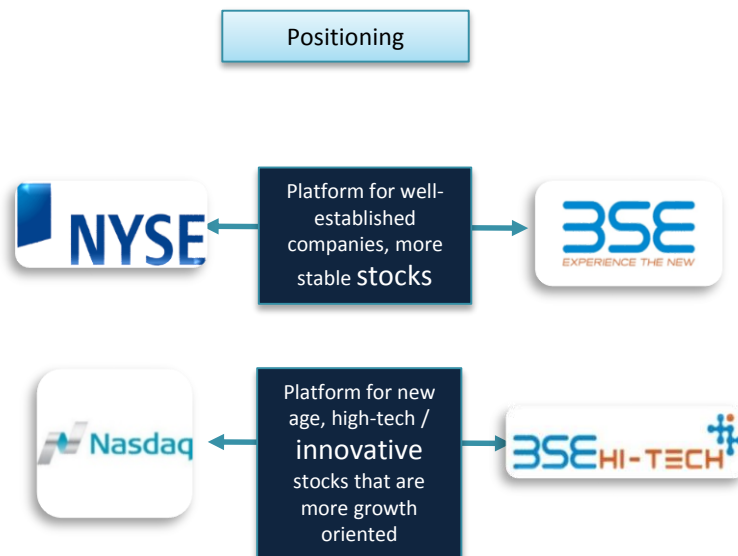 Positioning
NYSE
Platform for well-
established
companies, more
stable stocks
BSE
EXPERIENCE THE NEW
Nasdaq
Platform for new
age, high-tech /
innovative
stocks that are
more growth
oriented
BSE HI-TECH